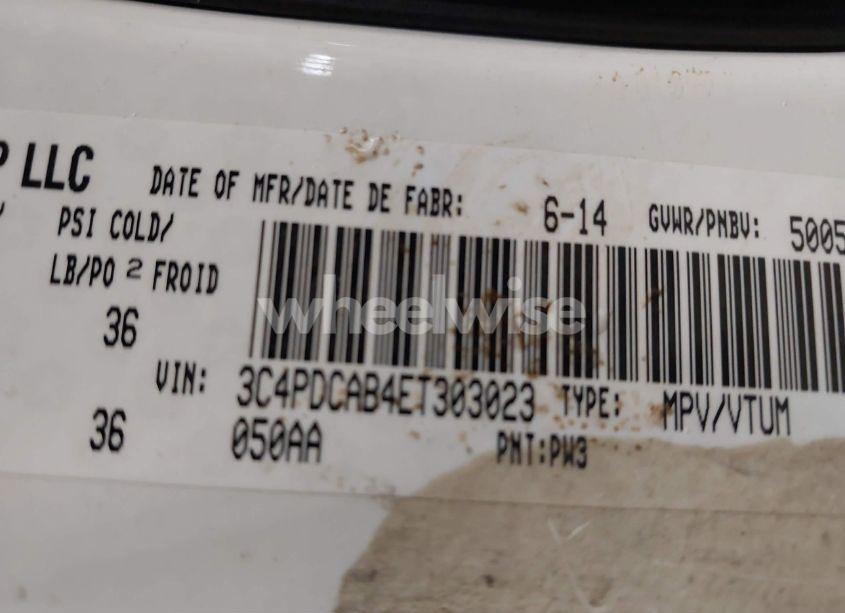 P LLC DATE OF MFR/DATE DE FABR: 6-14 GVWR/PNBV: 5005
PSI COLD/
LB/PO 2 FROID
36
wheelwise
VIN: 3C4PDCAB4ET303023 TYPE: MPV/VTUM
36 050AA PNT:PW3